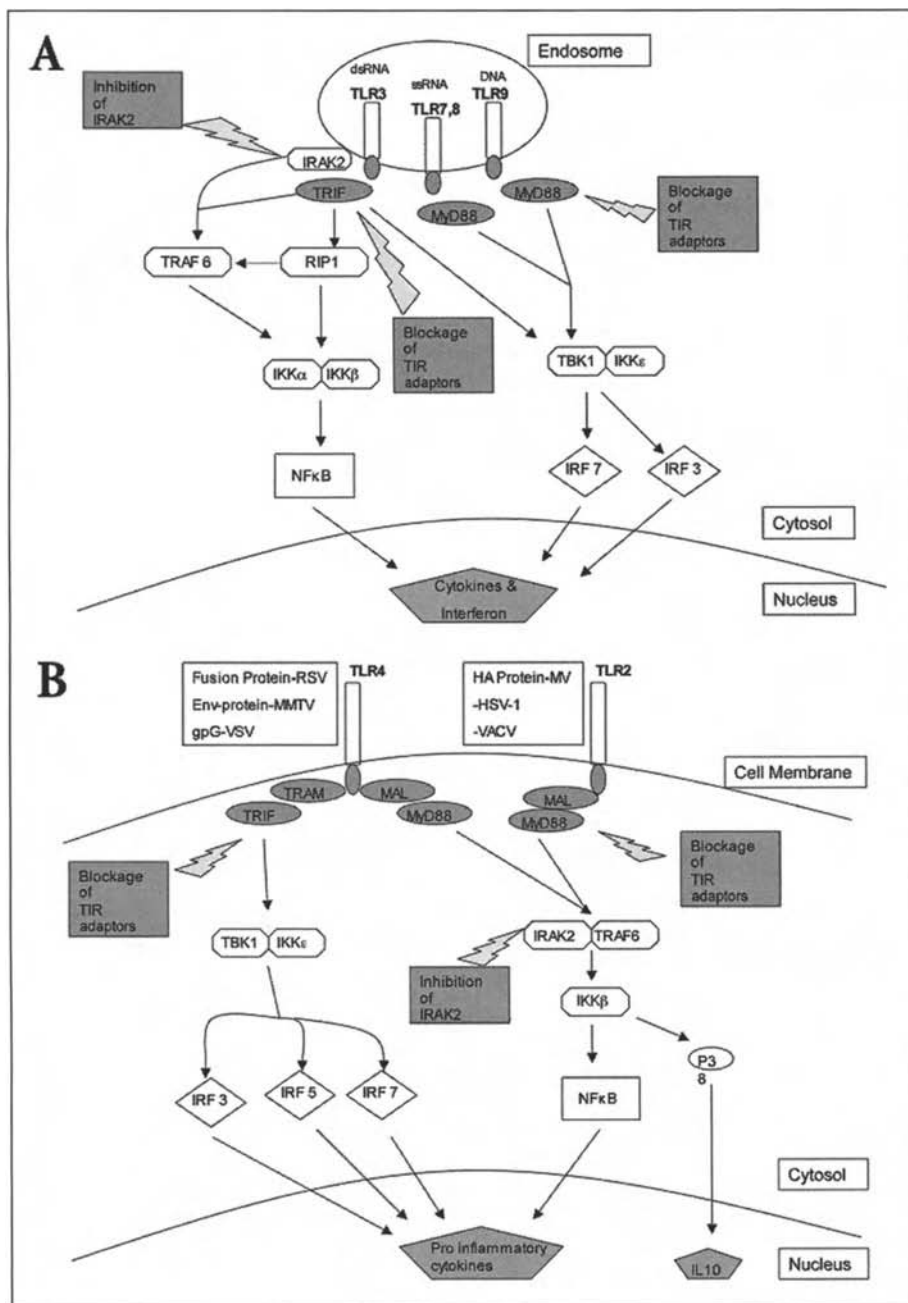 A
Endosome
dsRNA
TLR3
ssRNA
TLR7,8
DNA
TLR9
Inhibition
of
IRAK2
IRAK2
TRIF
MyD88
MyD88
Blockage
of
TIR
adaptors
TRAF 6
RIP1
Blockage
of
TIR
adaptors
IKKα
IKKβ
TBK1
IKKε
NFκB
IRF 7
IRF 3
Cytosol
Cytokines &
Interferon
Nucleus
B
Fusion Protein-RSV
Env-protein-MMTV
gpG-VSV
TLR4
HA Protein-MV
-HSV-1
-VACV
TLR2
Cell Membrane
TRAM
MAL
TRIF
MyD88
MAL
MyD88
Blockage
of
TIR
adaptors
Blockage
of
TIR
adaptors
TBK1
IKKε
IRAK2
TRAF6
Inhibition
of
IRAK2
IKKβ
P3
8
IRF 3
IRF 5
IRF 7
NFκB
Cytosol
Pro inflammatory
cytokines
IL10
Nucleus